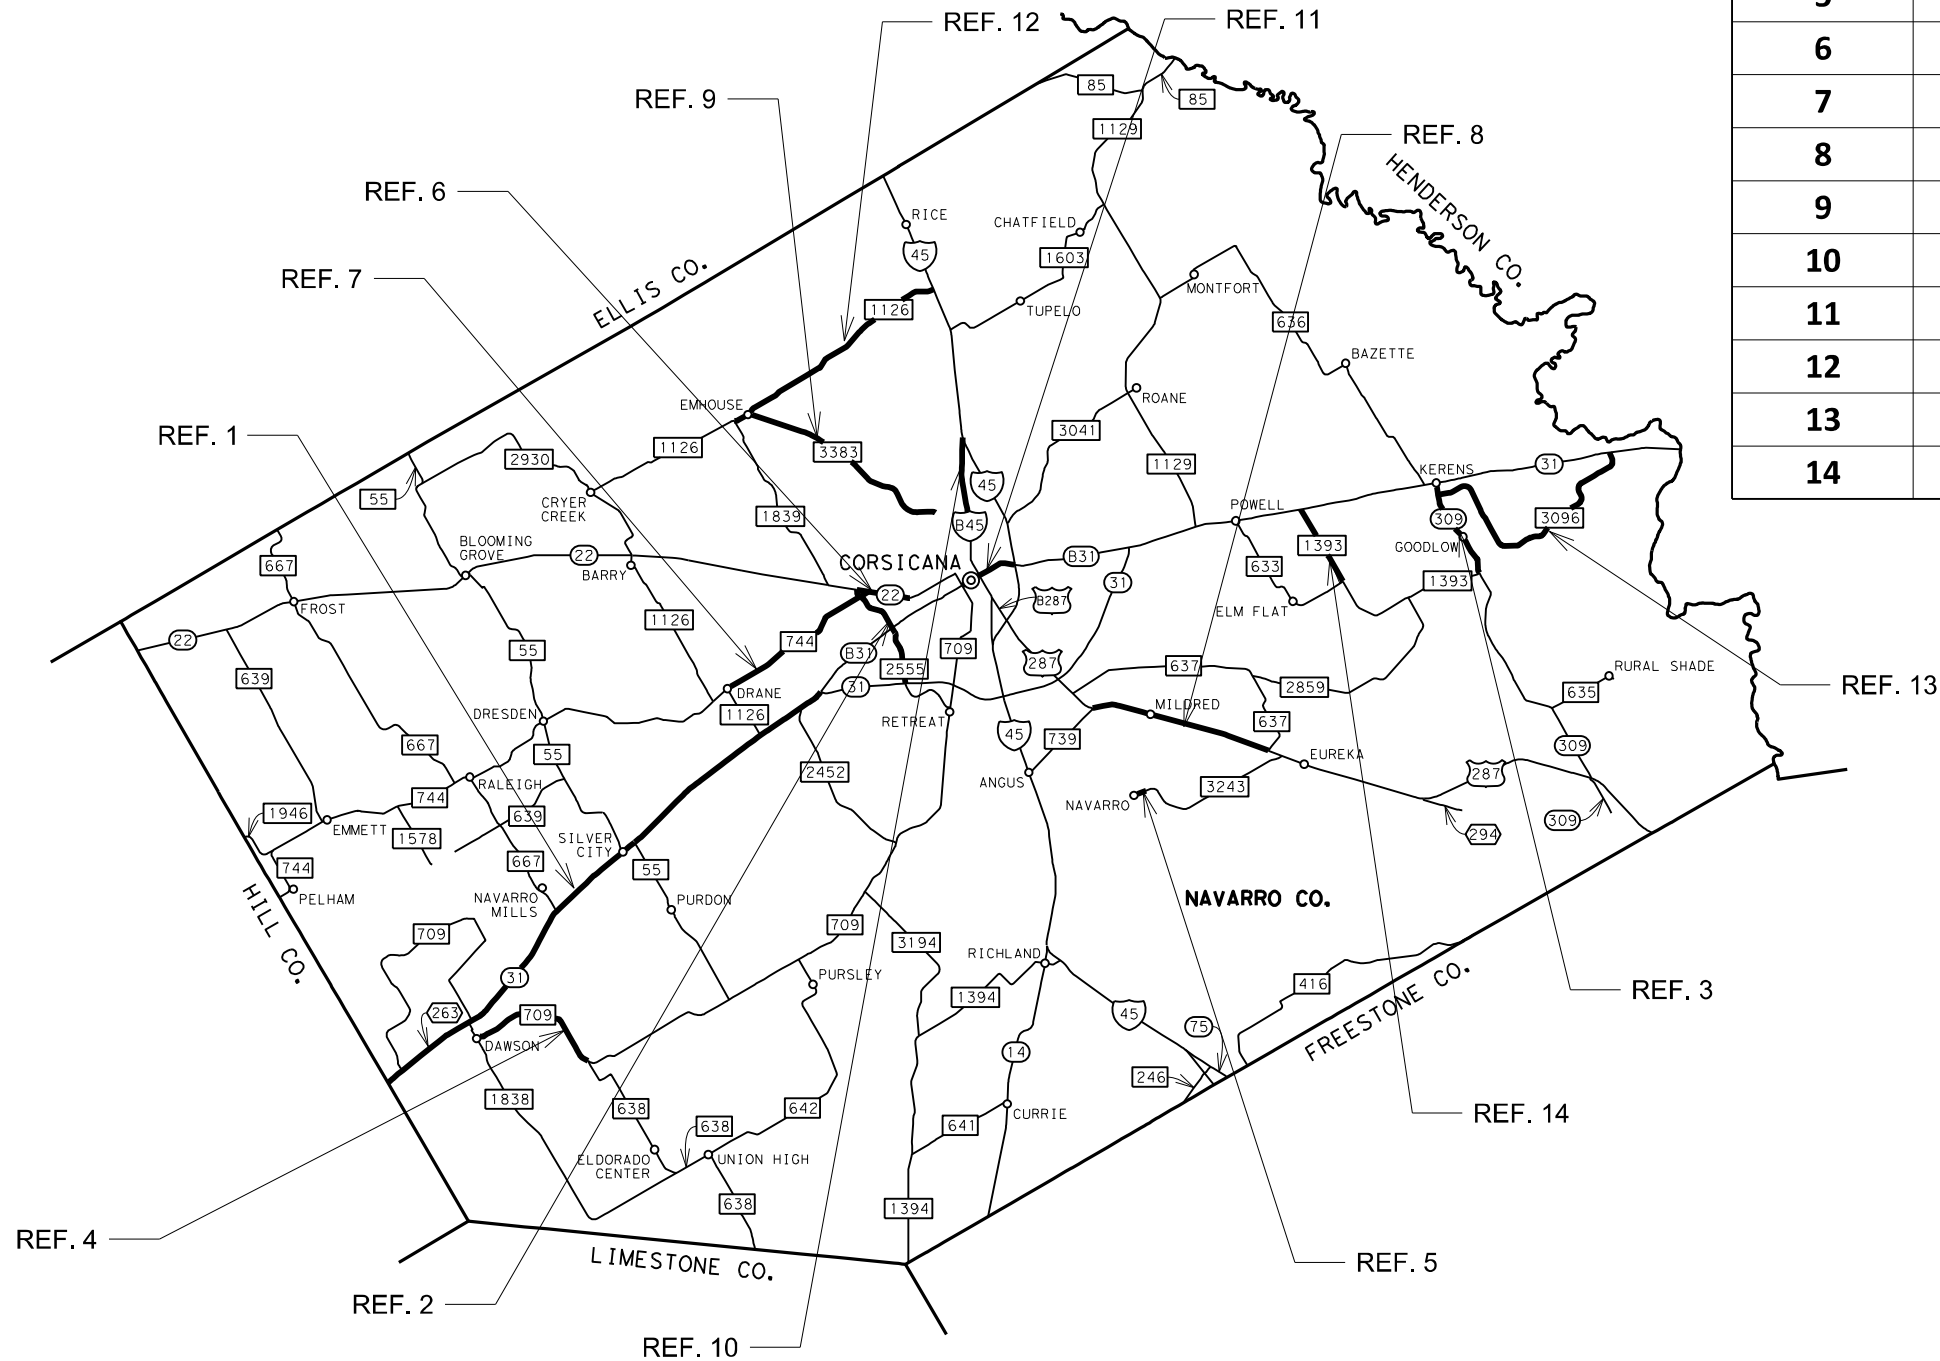 REF. 12
REF. 11
5
6
7
8
9
10
11
12
13
14
85
85
REF. 9
1129
REF. 8
HENDERSON CO.
REF. 6
RICE
CHATFIELD
45
1603
REF. 7
ELLIS CO.
MONTFORT
TUPELO
1126
636
BAZETTE
ROANE
EMHOUSE
REF. 1
3041
1126
3383
2930
1129
KERENS
31
55
CRYER
CREEK
45
POWELL
1839
B45
309
3096
BLOOMING
GROVE
22
BARRY
CORSICANA
B31
1393
GOODLOW
667
633
31
1393
FROST
22
B287
ELM FLAT
1126
22
744
B31
709
55
639
2555
287
637
RURAL SHADE
31
DRANE
2859
635
REF. 13
DRESDEN
1126
RETREAT
MILDRED
637
667
55
45
739
309
EUREKA
2452
RALEIGH
ANGUS
287
744
3243
1946
EMMETT
639
NAVARRO
1578
SILVER
CITY
294
309
744
667
55
PELHAM
NAVARRO
MILLS
PURDON
NAVARRO CO.
HILL CO.
709
709
3194
RICHLAND
31
PURSLEY
1394
416
FREESTONE CO.
REF. 3
263
709
45
75
DAWSON
14
246
1838
638
642
CURRIE
REF. 14
638
641
ELDORADO
CENTER
UNION HIGH
638
1394
REF. 4
LIMESTONE CO.
REF. 5
REF. 2
REF. 10